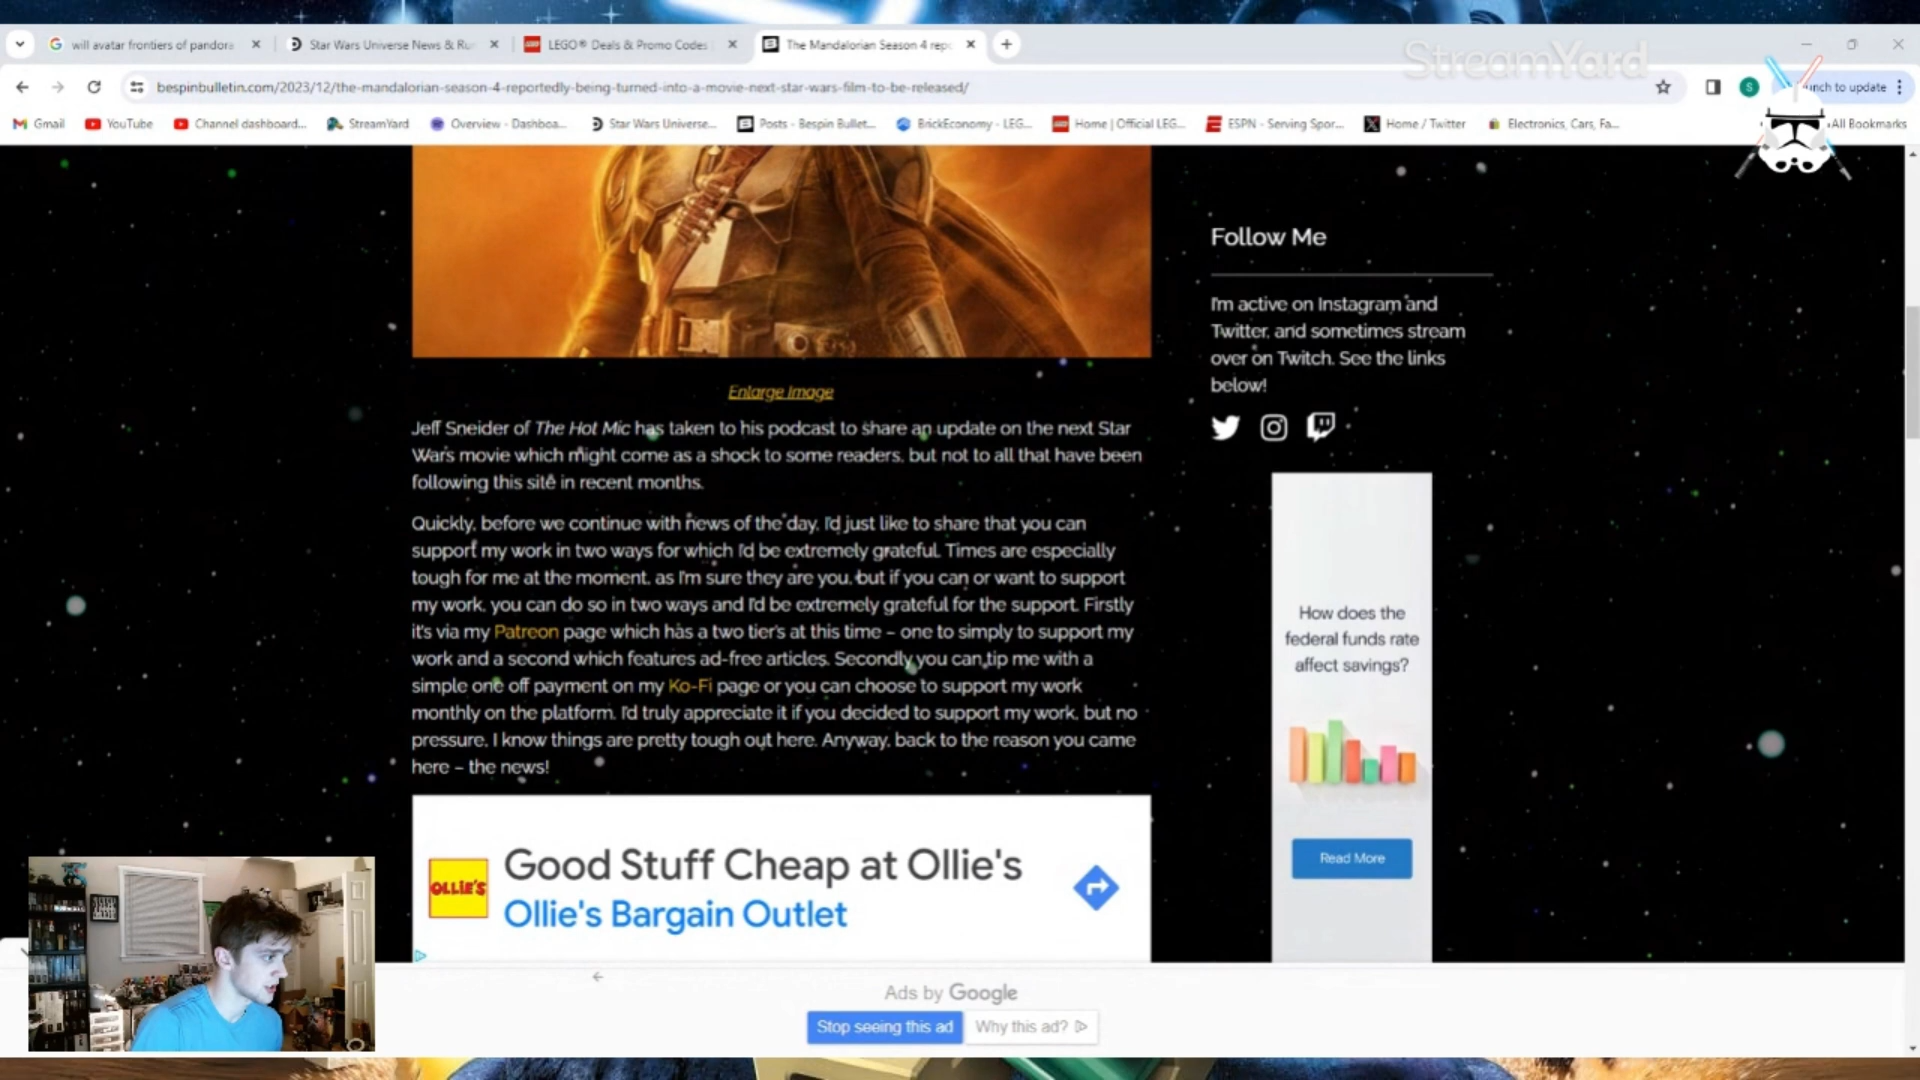 will avatar frontiers of pandora
Star Wars Universe News & Ru
LEGO® Deals & Promo Codes
The Mandalorian Season 4 repo
StreamYard
bespinbulletin.com/2023/12/the-mandalorian-season-4-reportedly-being-turned-into-a-movie-next-star-wars-film-to-be-released/
S
unch to update
Gmail
YouTube
Channel dashboard...
StreamYard
Overview - Dashboa...
Star Wars Universe...
Posts - Bespin Bullet...
BrickEconomy - LEG...
Home | Official LEG...
ESPN - Serving Spor...
Home / Twitter
Electronics, Cars, Fa...
All Bookmarks
Enlarge Image
Jeff Sneider of The Hot Mic has taken to his podcast to share an update on the next Star
Wars movie which might come as a shock to some readers, but not to all that have been
following this site in recent months.
Quickly, before we continue with news of the day, I'd just like to share that you can
support my work in two ways for which I'd be extremely grateful. Times are especially
tough for me at the moment, as I'm sure they are you, but if you can or want to support
my work, you can do so in two ways and I'd be extremely grateful for the support. Firstly
it's via my Patreon page which has a two tier's at this time – one to simply to support my
work and a second which features ad-free articles. Secondly you can tip me with a
simple one off payment on my Ko-Fi page or you can choose to support my work
monthly on the platform. I'd truly appreciate it if you decided to support my work, but no
pressure, I know things are pretty tough out here. Anyway, back to the reason you came
here – the news!
Follow Me
I'm active on Instagram and
Twitter, and sometimes stream
over on Twitch. See the links
below!
How does the
federal funds rate
affect savings?
Read More
OLLIE'S
Good Stuff Cheap at Ollie's
Ollie's Bargain Outlet
Ads by Google
Stop seeing this ad
Why this ad?